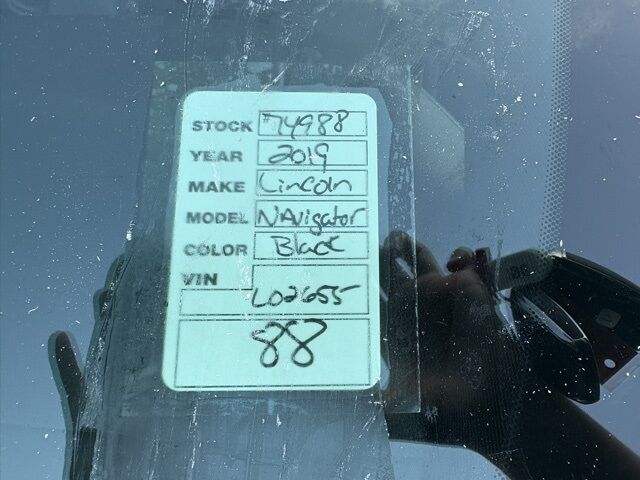 STOCK #74988
YEAR 2019
MAKE Lincoln
MODEL NAvigator
COLOR Black
VIN
L02655
88